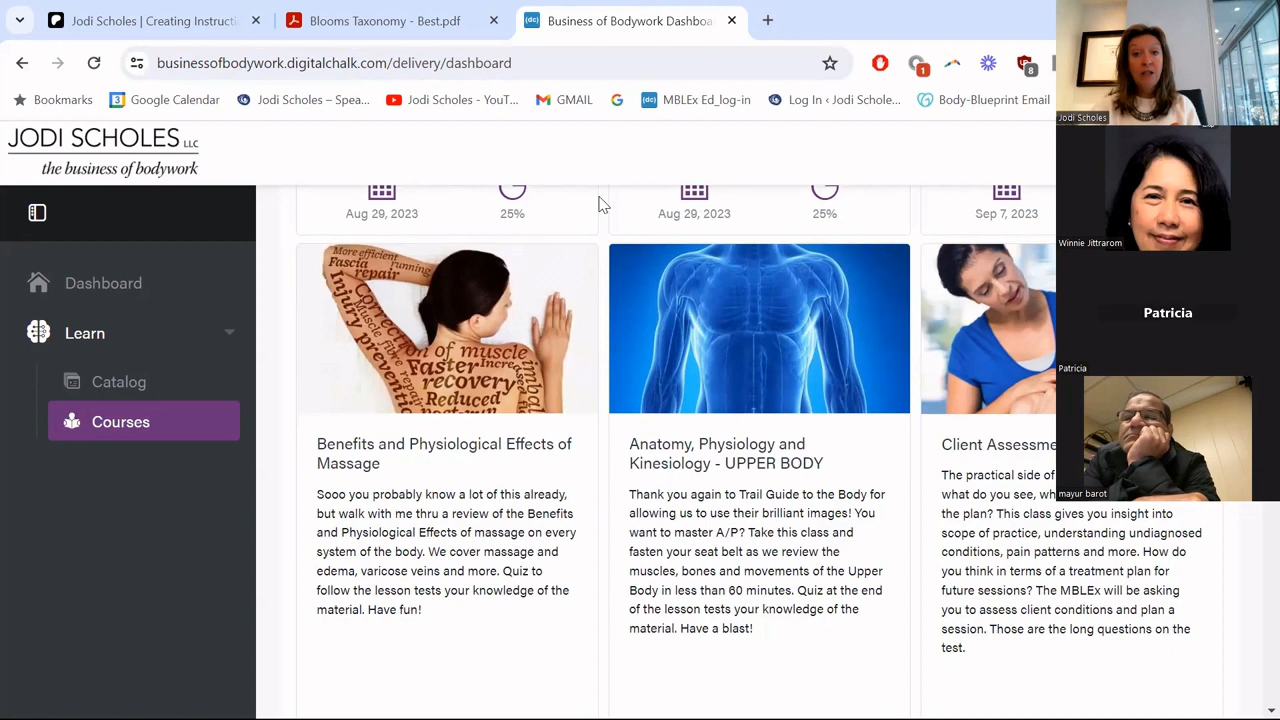 Jodi Scholes | Creating Instructi
Blooms Taxonomy - Best.pdf
Business of Bodywork Dashboa
businessofbodywork.digitalchalk.com/delivery/dashboard
1
8
Bookmarks
Google Calendar
Jodi Scholes – Spea...
Jodi Scholes - YouT...
GMAIL
MBLEx Ed_log-in
Log In ‹ Jodi Schole...
Body-Blueprint Email
JODI SCHOLES LLC
the business of bodywork
Dashboard
Learn
Catalog
Courses
Aug 29, 2023
25%
Aug 29, 2023
25%
Sep 7, 2023
More efficient running
Fascia
repair
Injury prevention
of muscle
Faster
recovery
Reduced
Benefits and Physiological Effects of
Massage
Sooo you probably know a lot of this already,
but walk with me thru a review of the Benefits
and Physiological Effects of massage on every
system of the body. We cover massage and
edema, varicose veins and more. Quiz to
follow the lesson tests your knowledge of the
material. Have fun!
Anatomy, Physiology and
Kinesiology - UPPER BODY
Thank you again to Trail Guide to the Body for
allowing us to use their brilliant images! You
want to master A/P? Take this class and
fasten your seat belt as we review the
muscles, bones and movements of the Upper
Body in less than 60 minutes. Quiz at the end
of the lesson tests your knowledge of the
material. Have a blast!
Client Assessme
The practical side of
what do you see, wh
the plan? This class gives you insight into
scope of practice, understanding undiagnosed
conditions, pain patterns and more. How do
you think in terms of a treatment plan for
future sessions? The MBLEx will be asking
you to assess client conditions and plan a
session. Those are the long questions on the
test.
Jodi Scholes
Winnie Jittrarom
Patricia
Patricia
mayur barot